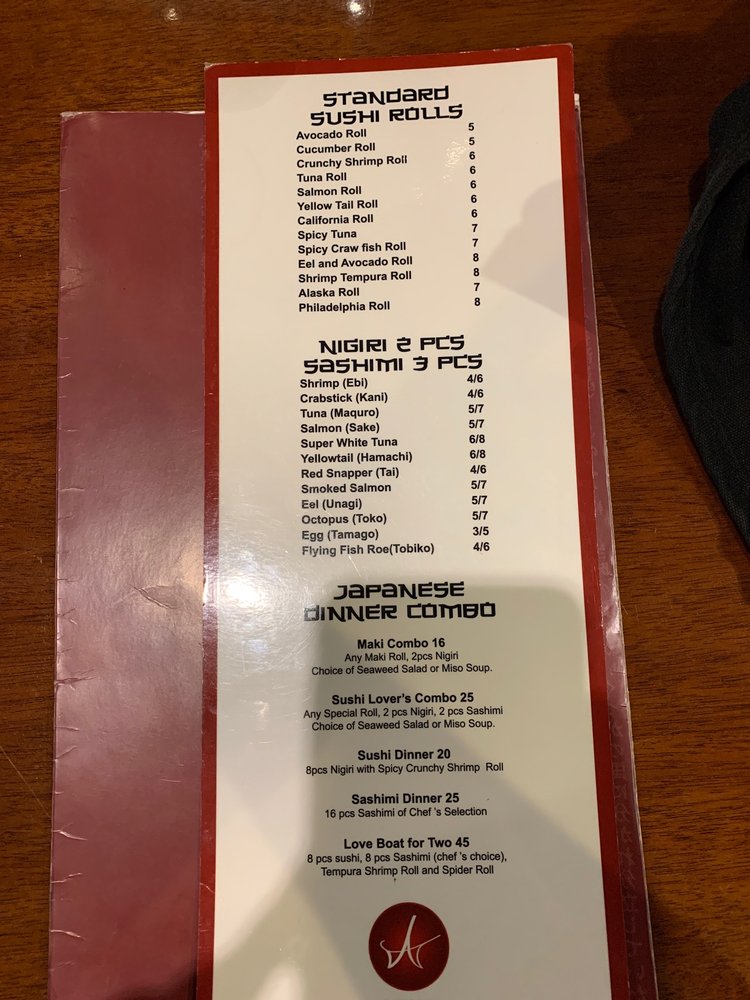 STANDARD
SUSHI ROLLS
Avocado Roll 5
Cucumber Roll 5
Crunchy Shrimp Roll 6
Tuna Roll 6
Salmon Roll 6
Yellow Tail Roll 6
California Roll 6
Spicy Tuna 7
Spicy Craw fish Roll 7
Eel and Avocado Roll 8
Shrimp Tempura Roll 8
Alaska Roll 7
Philadelphia Roll 8
NIGIRI 2 PCS
SASHIMI 3 PCS
Shrimp (Ebi) 4/6
Crabstick (Kani) 4/6
Tuna (Maquro) 5/7
Salmon (Sake) 5/7
Super White Tuna 6/8
Yellowtail (Hamachi) 6/8
Red Snapper (Tai) 4/6
Smoked Salmon 5/7
Eel (Unagi) 5/7
Octopus (Toko) 5/7
Egg (Tamago) 3/5
Flying Fish Roe(Tobiko) 4/6
JAPANESE
DINNER COMBO
Maki Combo 16
Any Maki Roll, 2pcs Nigiri
Choice of Seaweed Salad or Miso Soup.
Sushi Lover's Combo 25
Any Special Roll, 2 pcs Nigiri, 2 pcs Sashimi
Choice of Seaweed Salad or Miso Soup.
Sushi Dinner 20
8pcs Nigiri with Spicy Crunchy Shrimp Roll
Sashimi Dinner 25
16 pcs Sashimi of Chef 's Selection
Love Boat for Two 45
8 pcs sushi, 8 pcs Sashimi (chef 's choice),
Tempura Shrimp Roll and Spider Roll